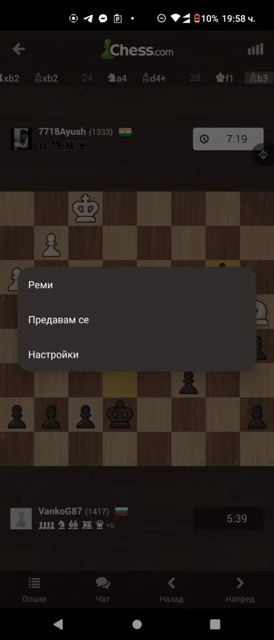 10% 19:58 ч.
Chess.com
xb2 xb2 24. a4 d4+ 25. f1 b3
7718Ayush (1333)
7:19
Реми
Предавам се
Настройки
VankoG87 (1417)
+6
5:39
Опции Чат Назад Напред